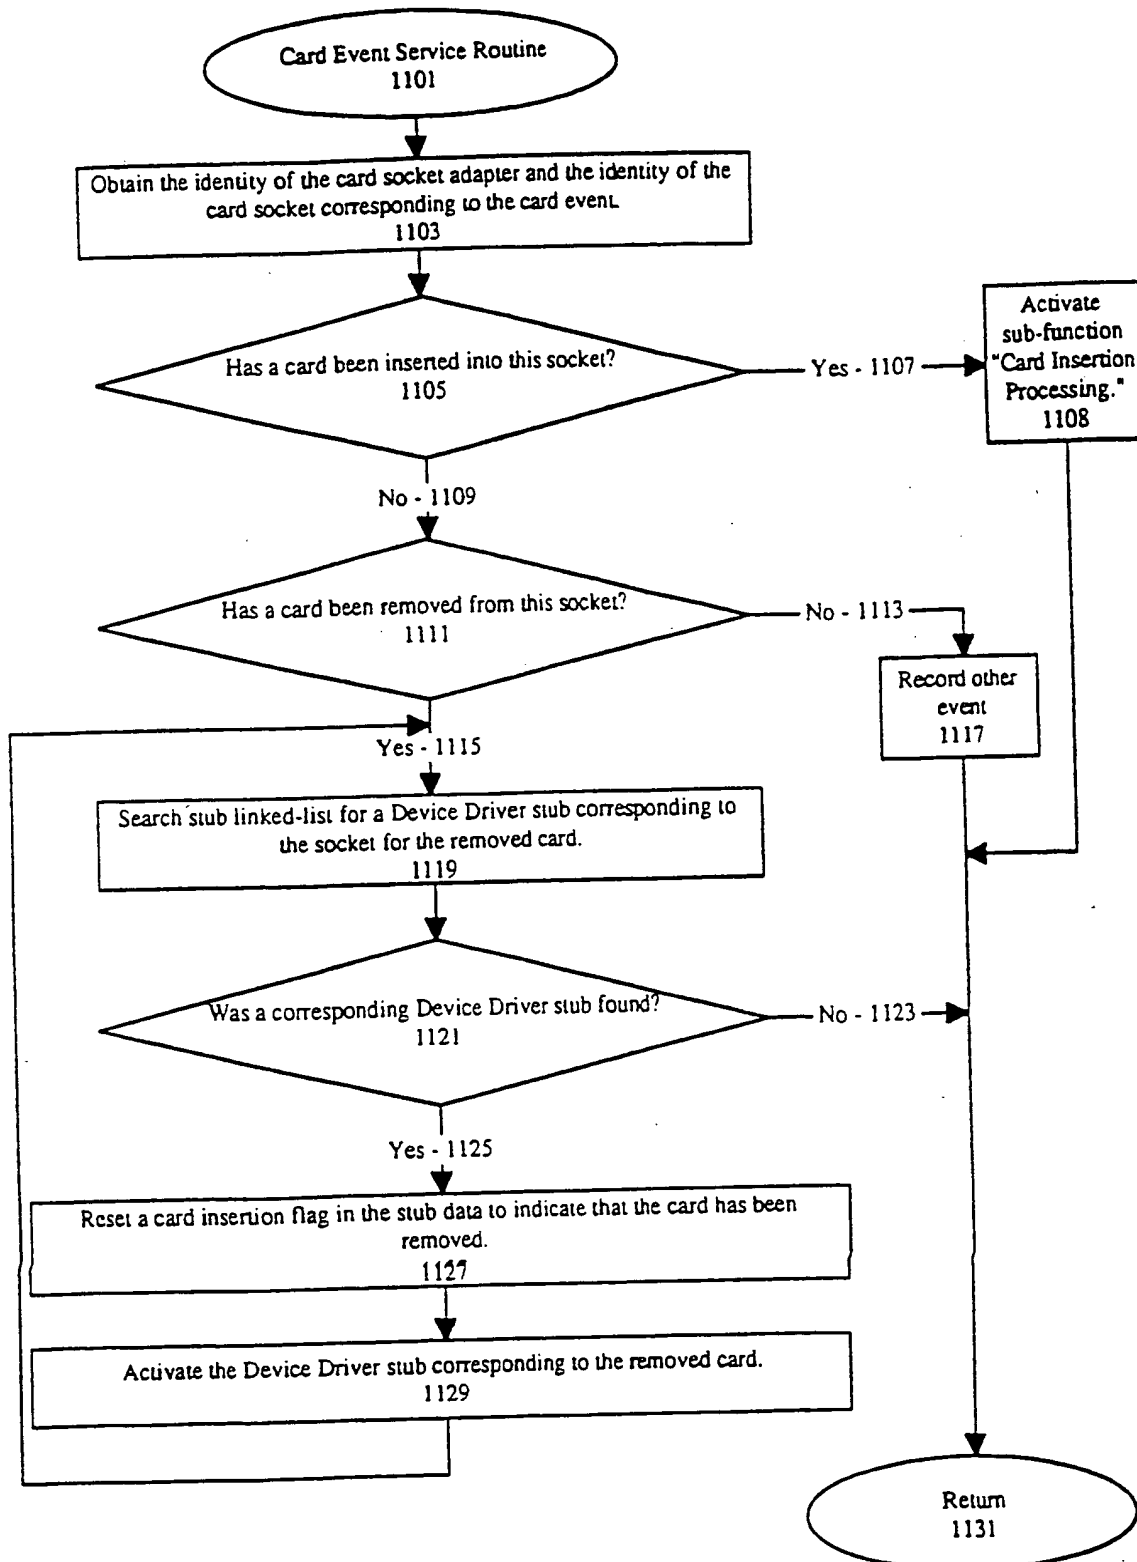 Card Event Service Routine
1101
Obtain the identity of the card socket adapter and the identity of the
card socket corresponding to the card event.
1103
Has a card been inserted into this socket?
1105
Yes - 1107
Activate
sub-function
"Card Insertion
Processing."
1108
No - 1109
Has a card been removed from this socket?
1111
No - 1113
Record other
event
1117
Yes - 1115
Search stub linked-list for a Device Driver stub corresponding to
the socket for the removed card.
1119
Was a corresponding Device Driver stub found?
1121
No - 1123
Yes - 1125
Reset a card insertion flag in the stub data to indicate that the card has been
removed.
1127
Activate the Device Driver stub corresponding to the removed card.
1129
Return
1131